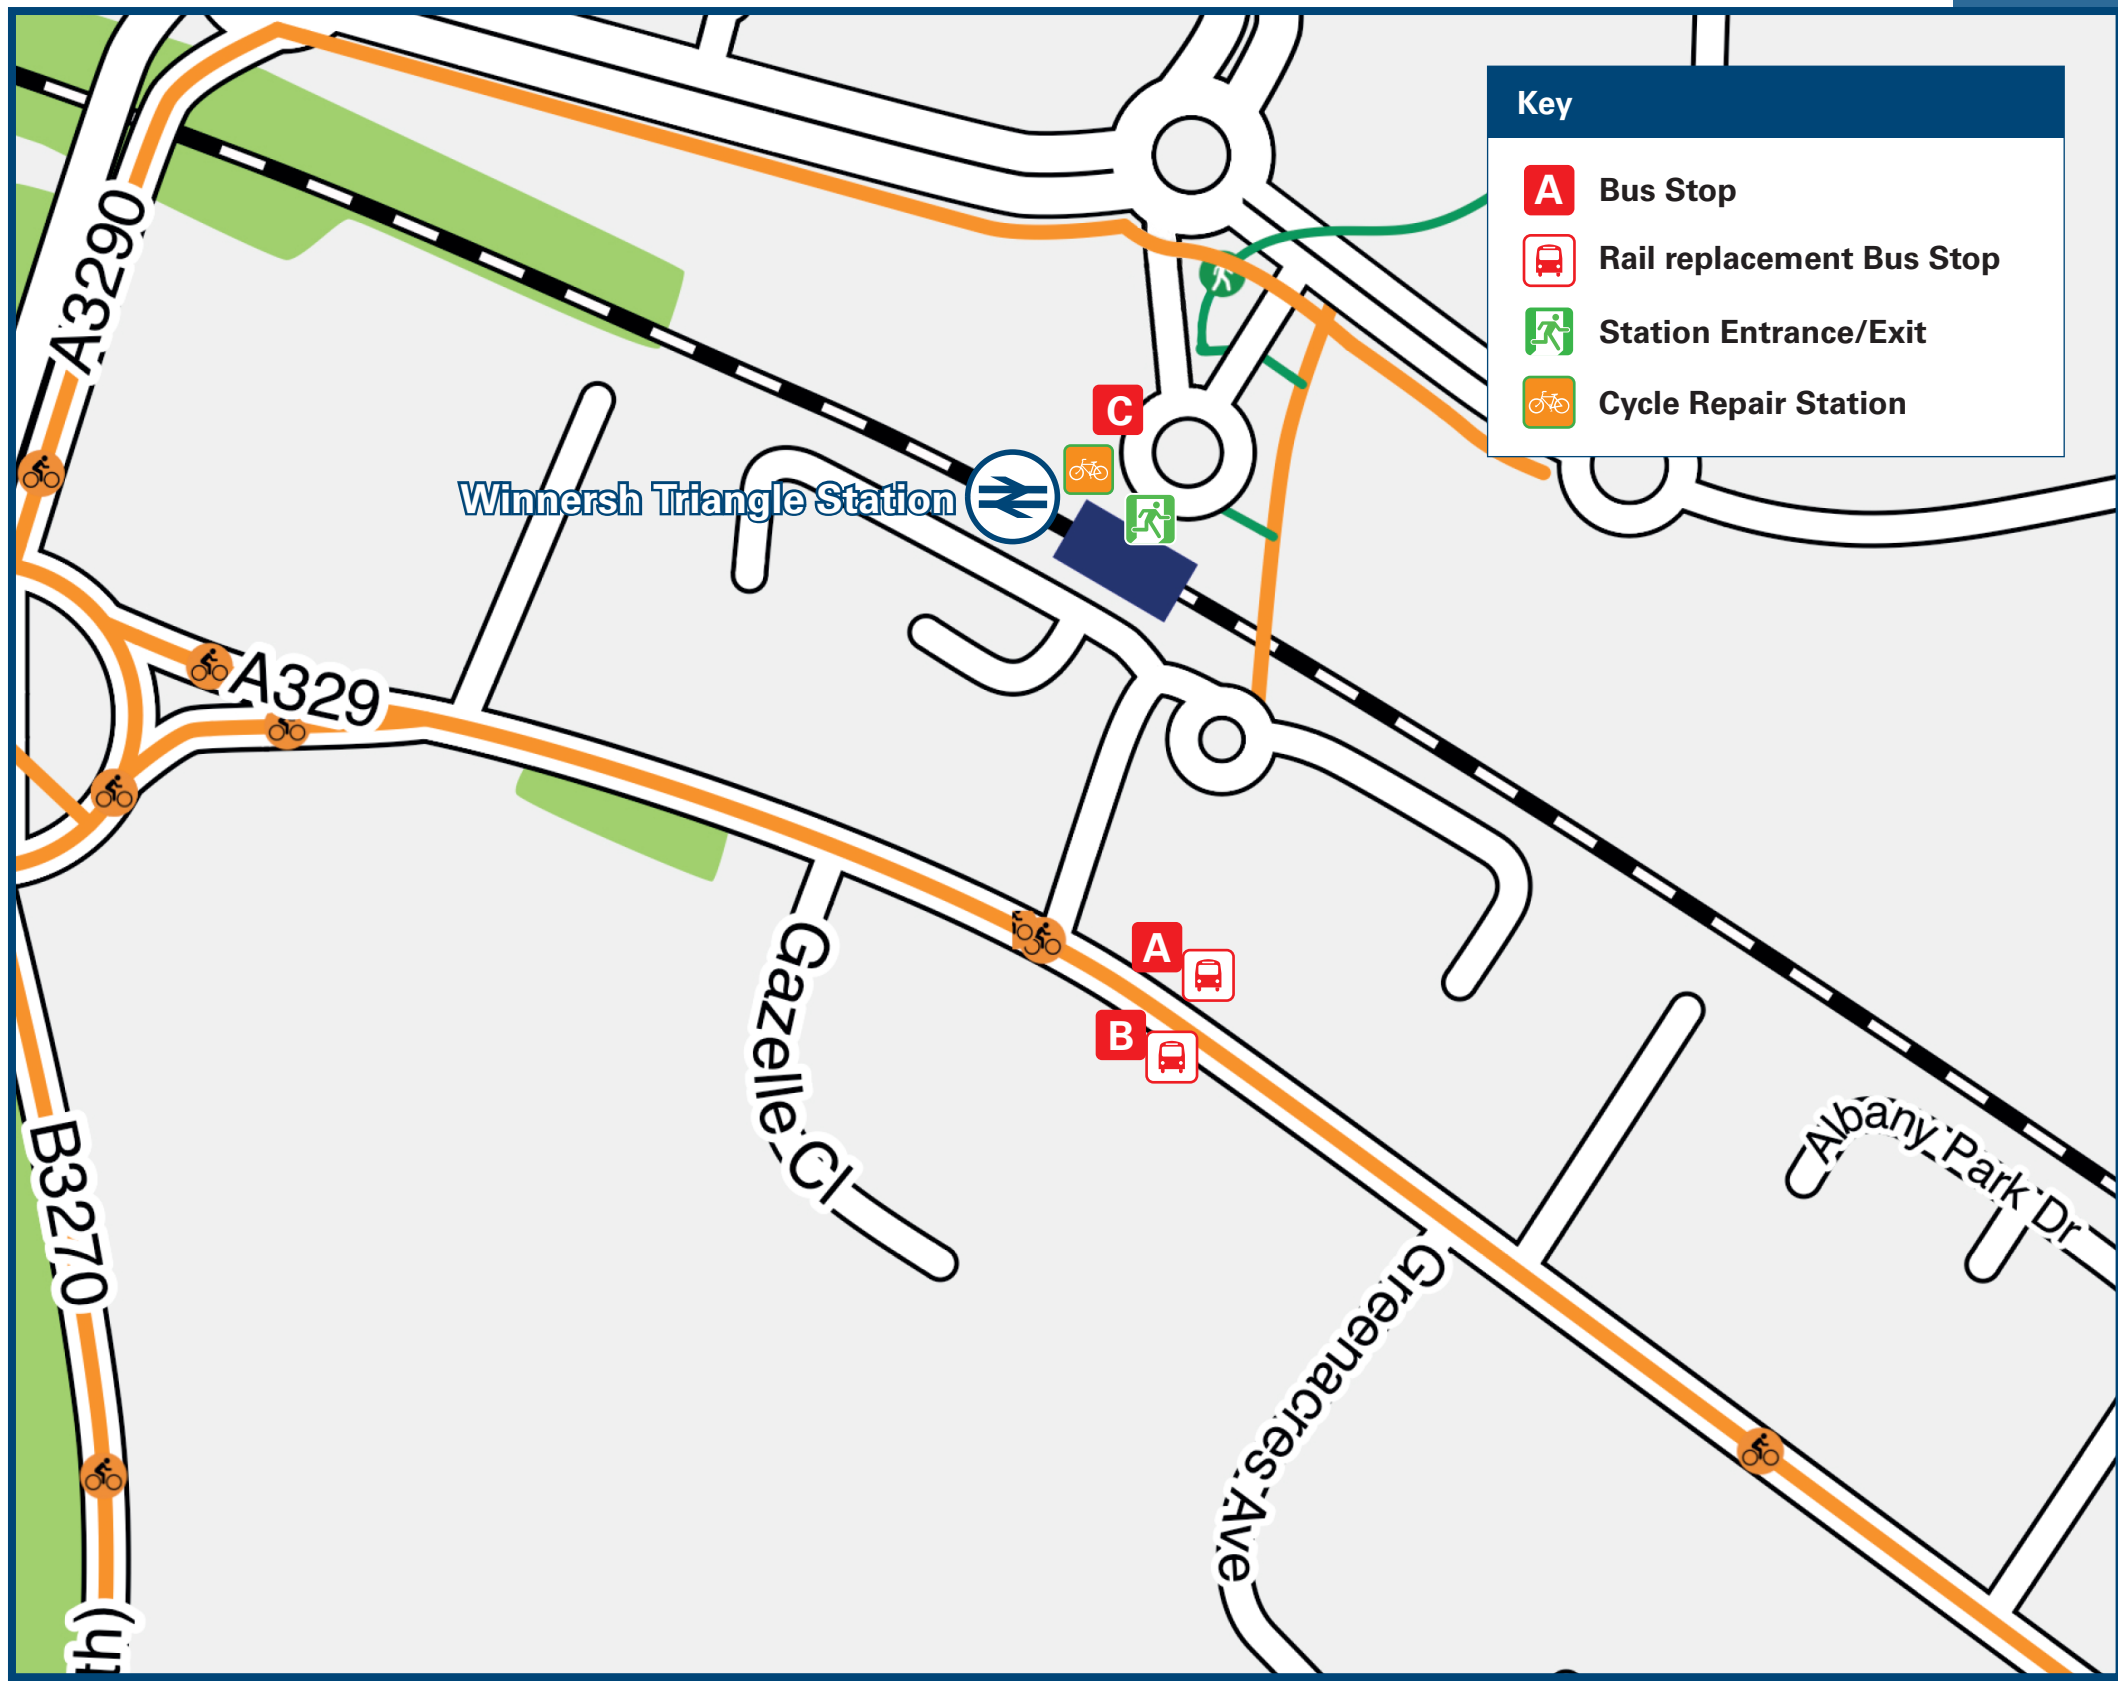 Key
A Bus Stop
Rail replacement Bus Stop
Station Entrance/Exit
Cycle Repair Station
A3290
C
Winnersh Triangle Station
A329
A
B
Gazelle Cl
B3270
Albany Park Dr
Greenacres Ave
th)